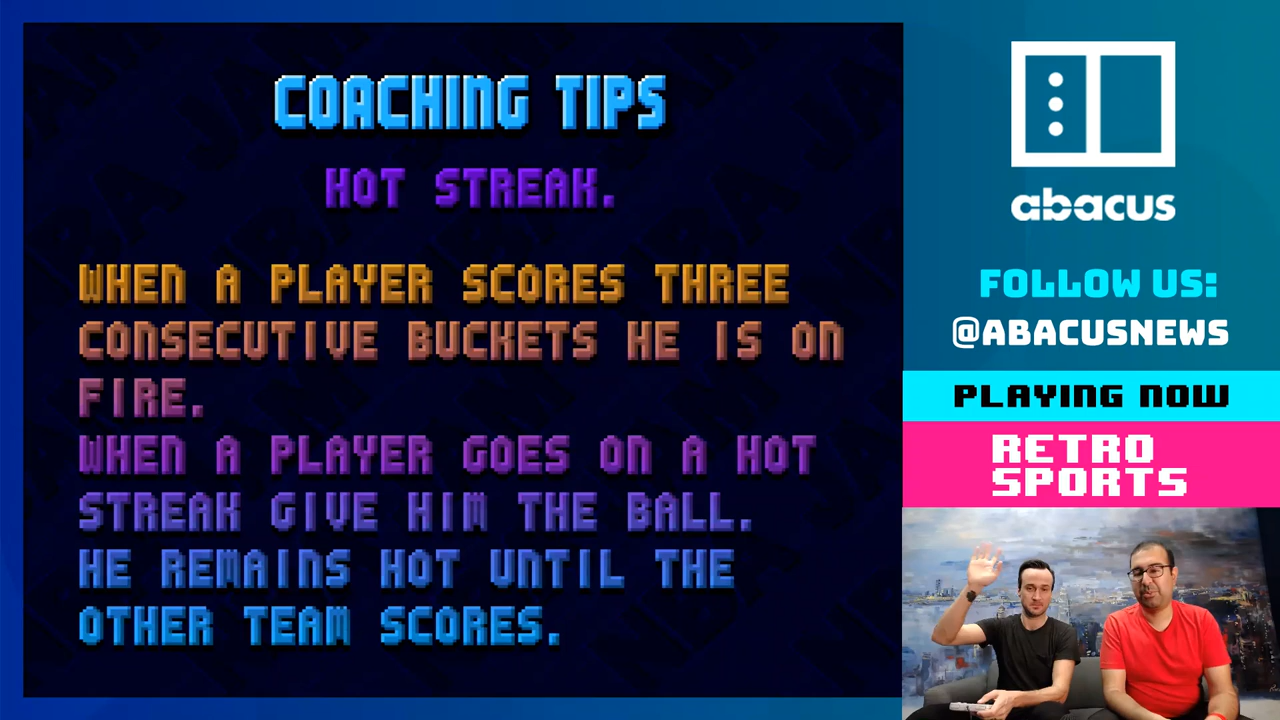 COACHING TIPS
HOT STREAK.
WHEN A PLAYER SCORES THREE
CONSECUTIVE BUCKETS HE IS ON
FIRE.
WHEN A PLAYER GOES ON A HOT
STREAK GIVE HIM THE BALL.
HE REMAINS HOT UNTIL THE
OTHER TEAM SCORES.
abacus
FOLLOW US:
@ABACUSNEWS
PLAYING NOW
RETRO
SPORTS